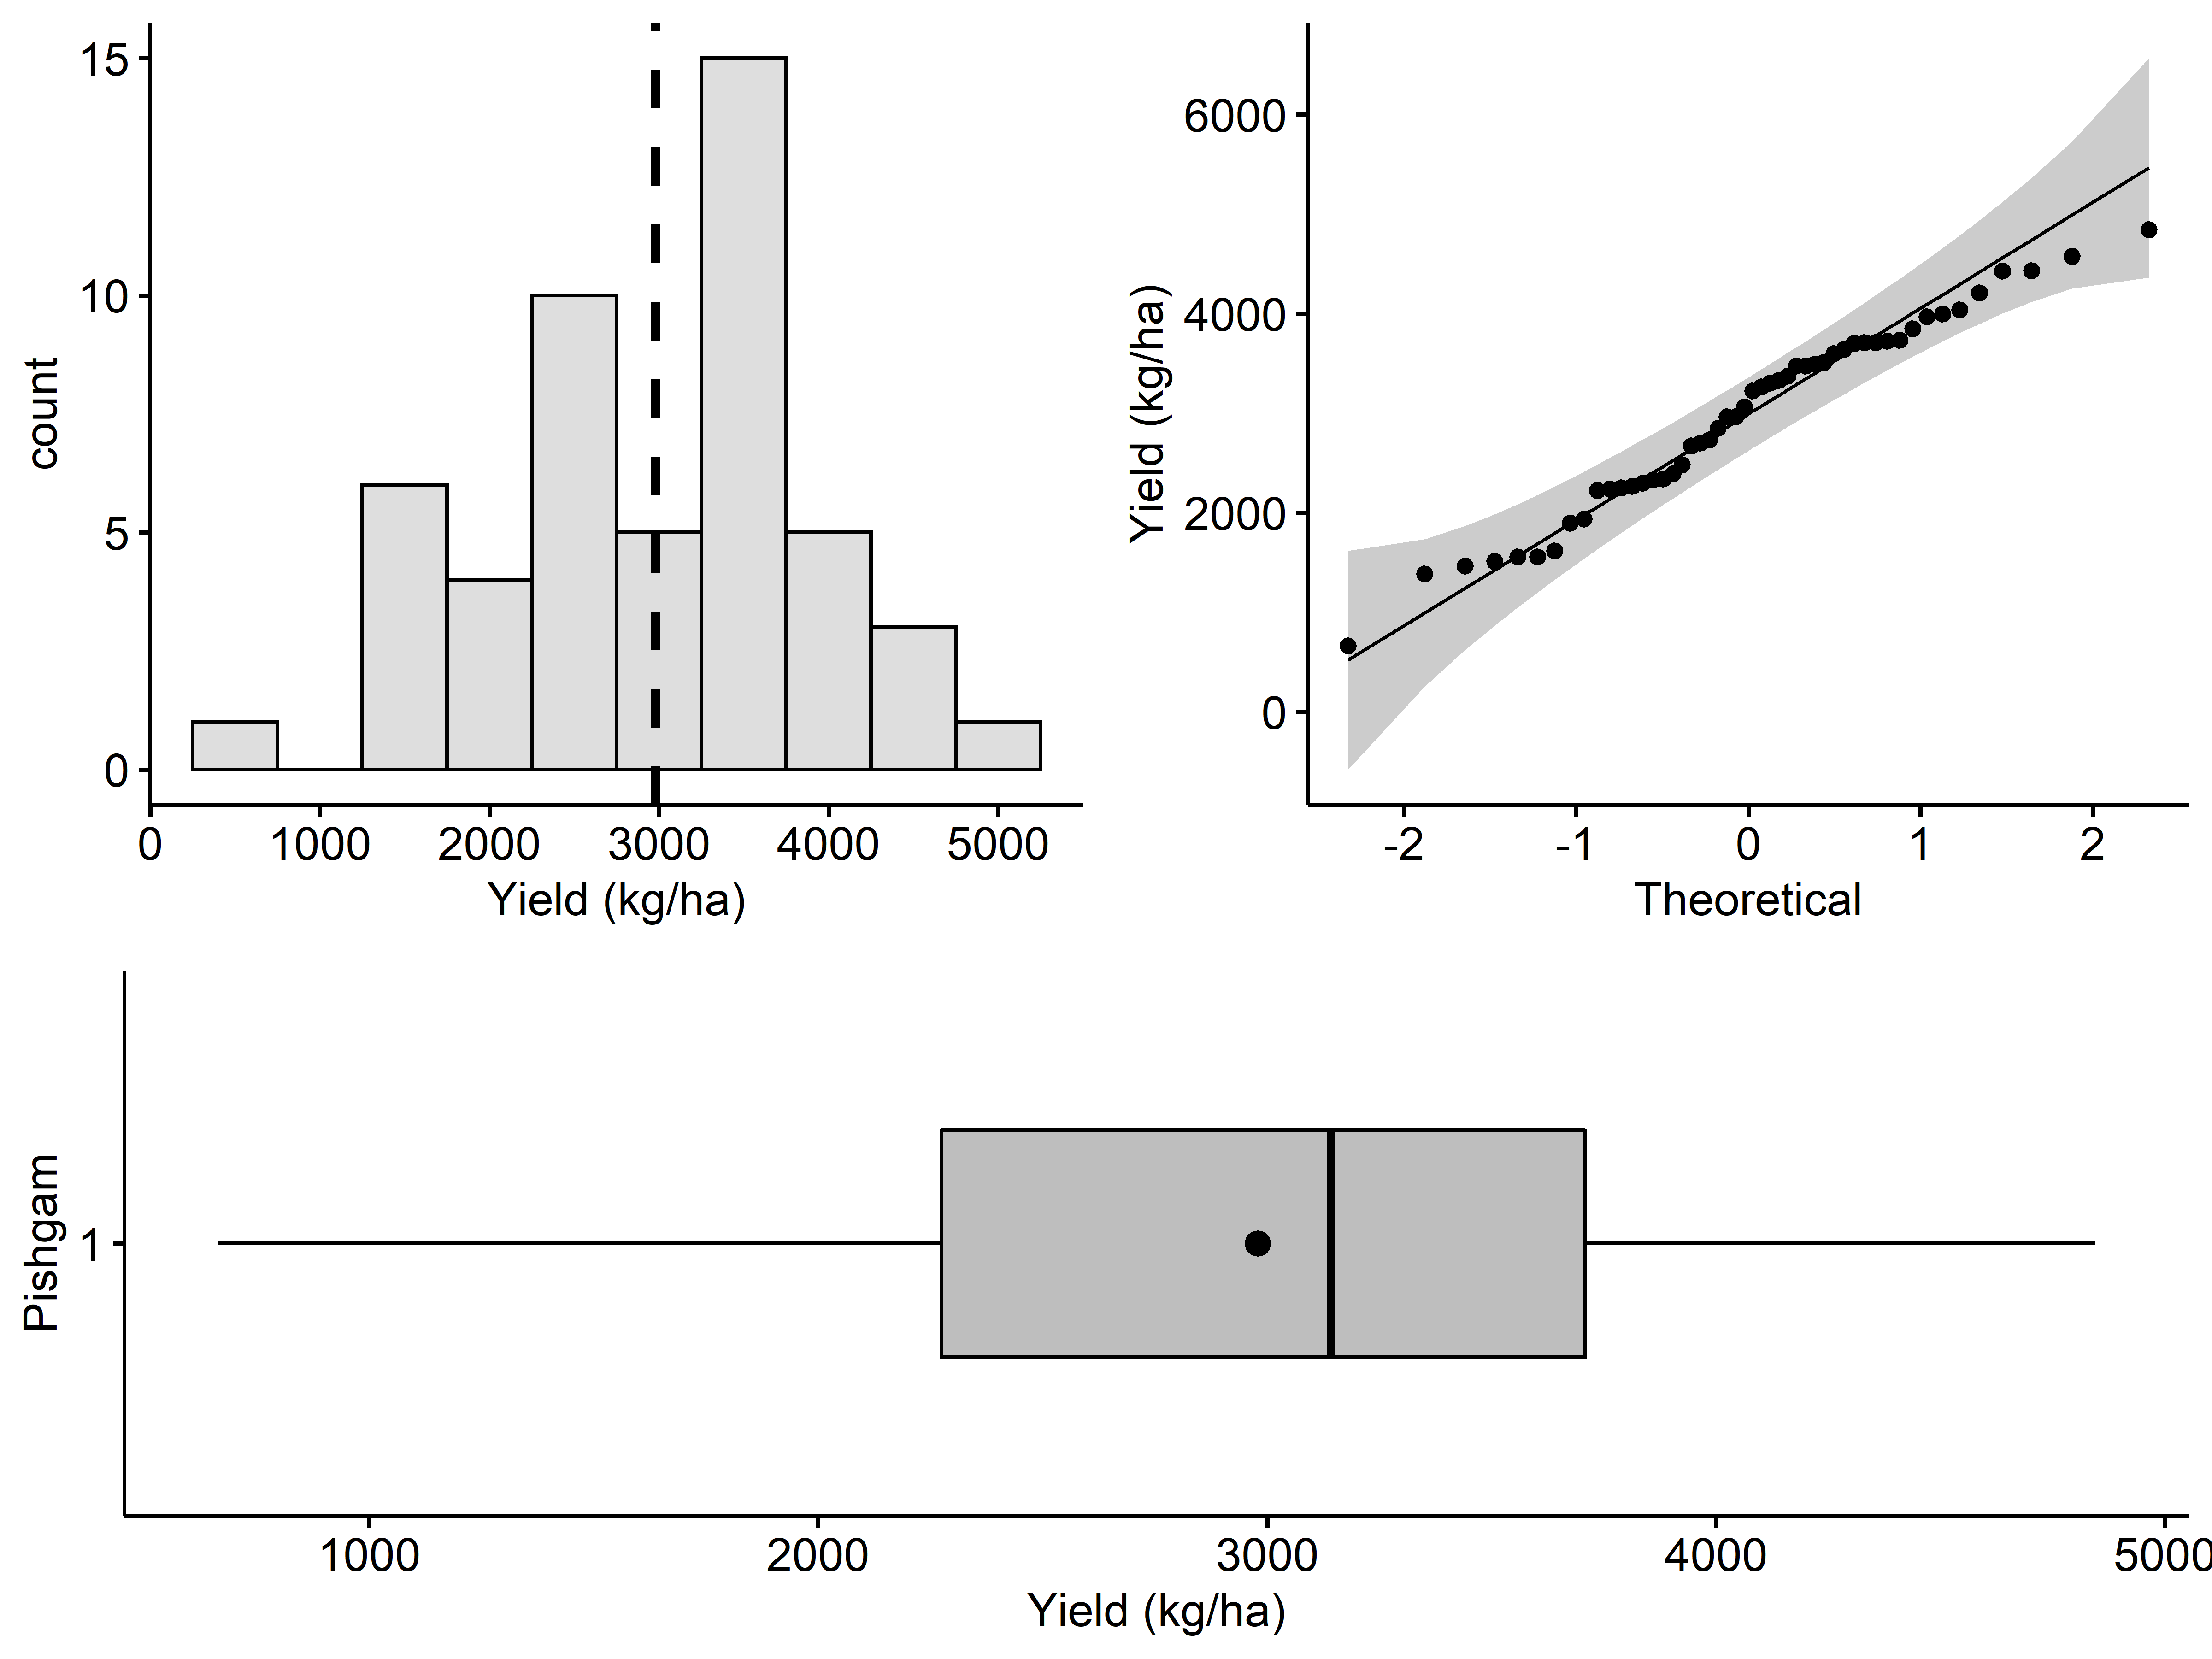 15
10
5
0
count
0 1000 2000 3000 4000 5000
Yield (kg/ha)
6000
4000
2000
0
Yield (kg/ha)
-2 -1 0 1 2
Theoretical
Pishgam
1
1000 2000 3000 4000 5000
Yield (kg/ha)